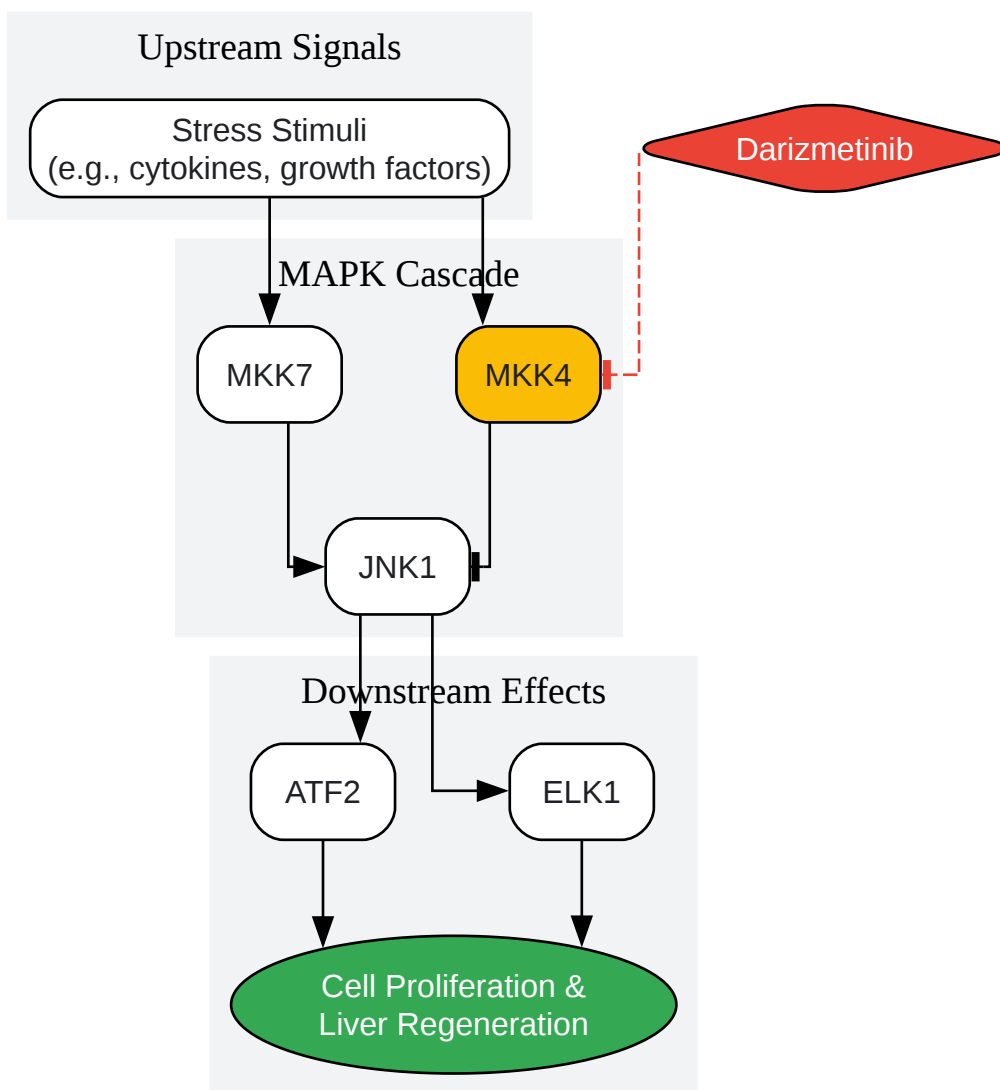 Upstream Signals
Stress Stimuli
(e.g., cytokines, growth factors)
Darizmetinib
MAPK Cascade
MKK7
MKK4
JNK1
Downstream Effects
ATF2
ELK1
Cell Proliferation &
Liver Regeneration